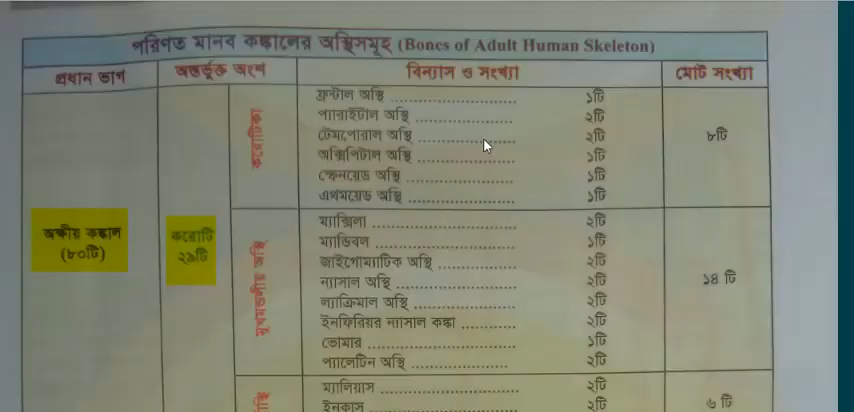 পরিণত মানব কঙ্কালের অস্থিসমূহ (Bones of Adult Human Skeleton)
প্রধান ভাগ অন্তর্ভুক্ত অংশ বিন্যাস ও সংখ্যা মোট সংখ্যা
অক্ষীয় কঙ্কাল
(৮০টি)
করোটি
২৯টি
করোটিকা
ফ্রন্টাল অস্থি .......................... ১টি
প্যারাইটাল অস্থি .......................... ২টি
টেমপোরাল অস্থি .......................... ২টি
অক্সিপিটাল অস্থি .......................... ১টি
স্ফেনয়েড অস্থি .......................... ১টি
এথময়েড অস্থি .......................... ১টি
৮টি
মুখমণ্ডলীয় অস্থি
ম্যাক্সিলা .......................... ২টি
ম্যান্ডিবল .......................... ১টি
জাইগোম্যাটিক অস্থি .................... ২টি
ন্যাসাল অস্থি .......................... ২টি
ল্যাক্রিমাল অস্থি .......................... ২টি
ইনফিরিয়র ন্যাসাল কঙ্কা ............ ২টি
ভোমার .......................... ১টি
প্যালেটিন অস্থি .......................... ২টি
১৪ টি
ম্যালিয়াস .......................... ২টি
ইনকাস .......................... ২টি
৬ টি